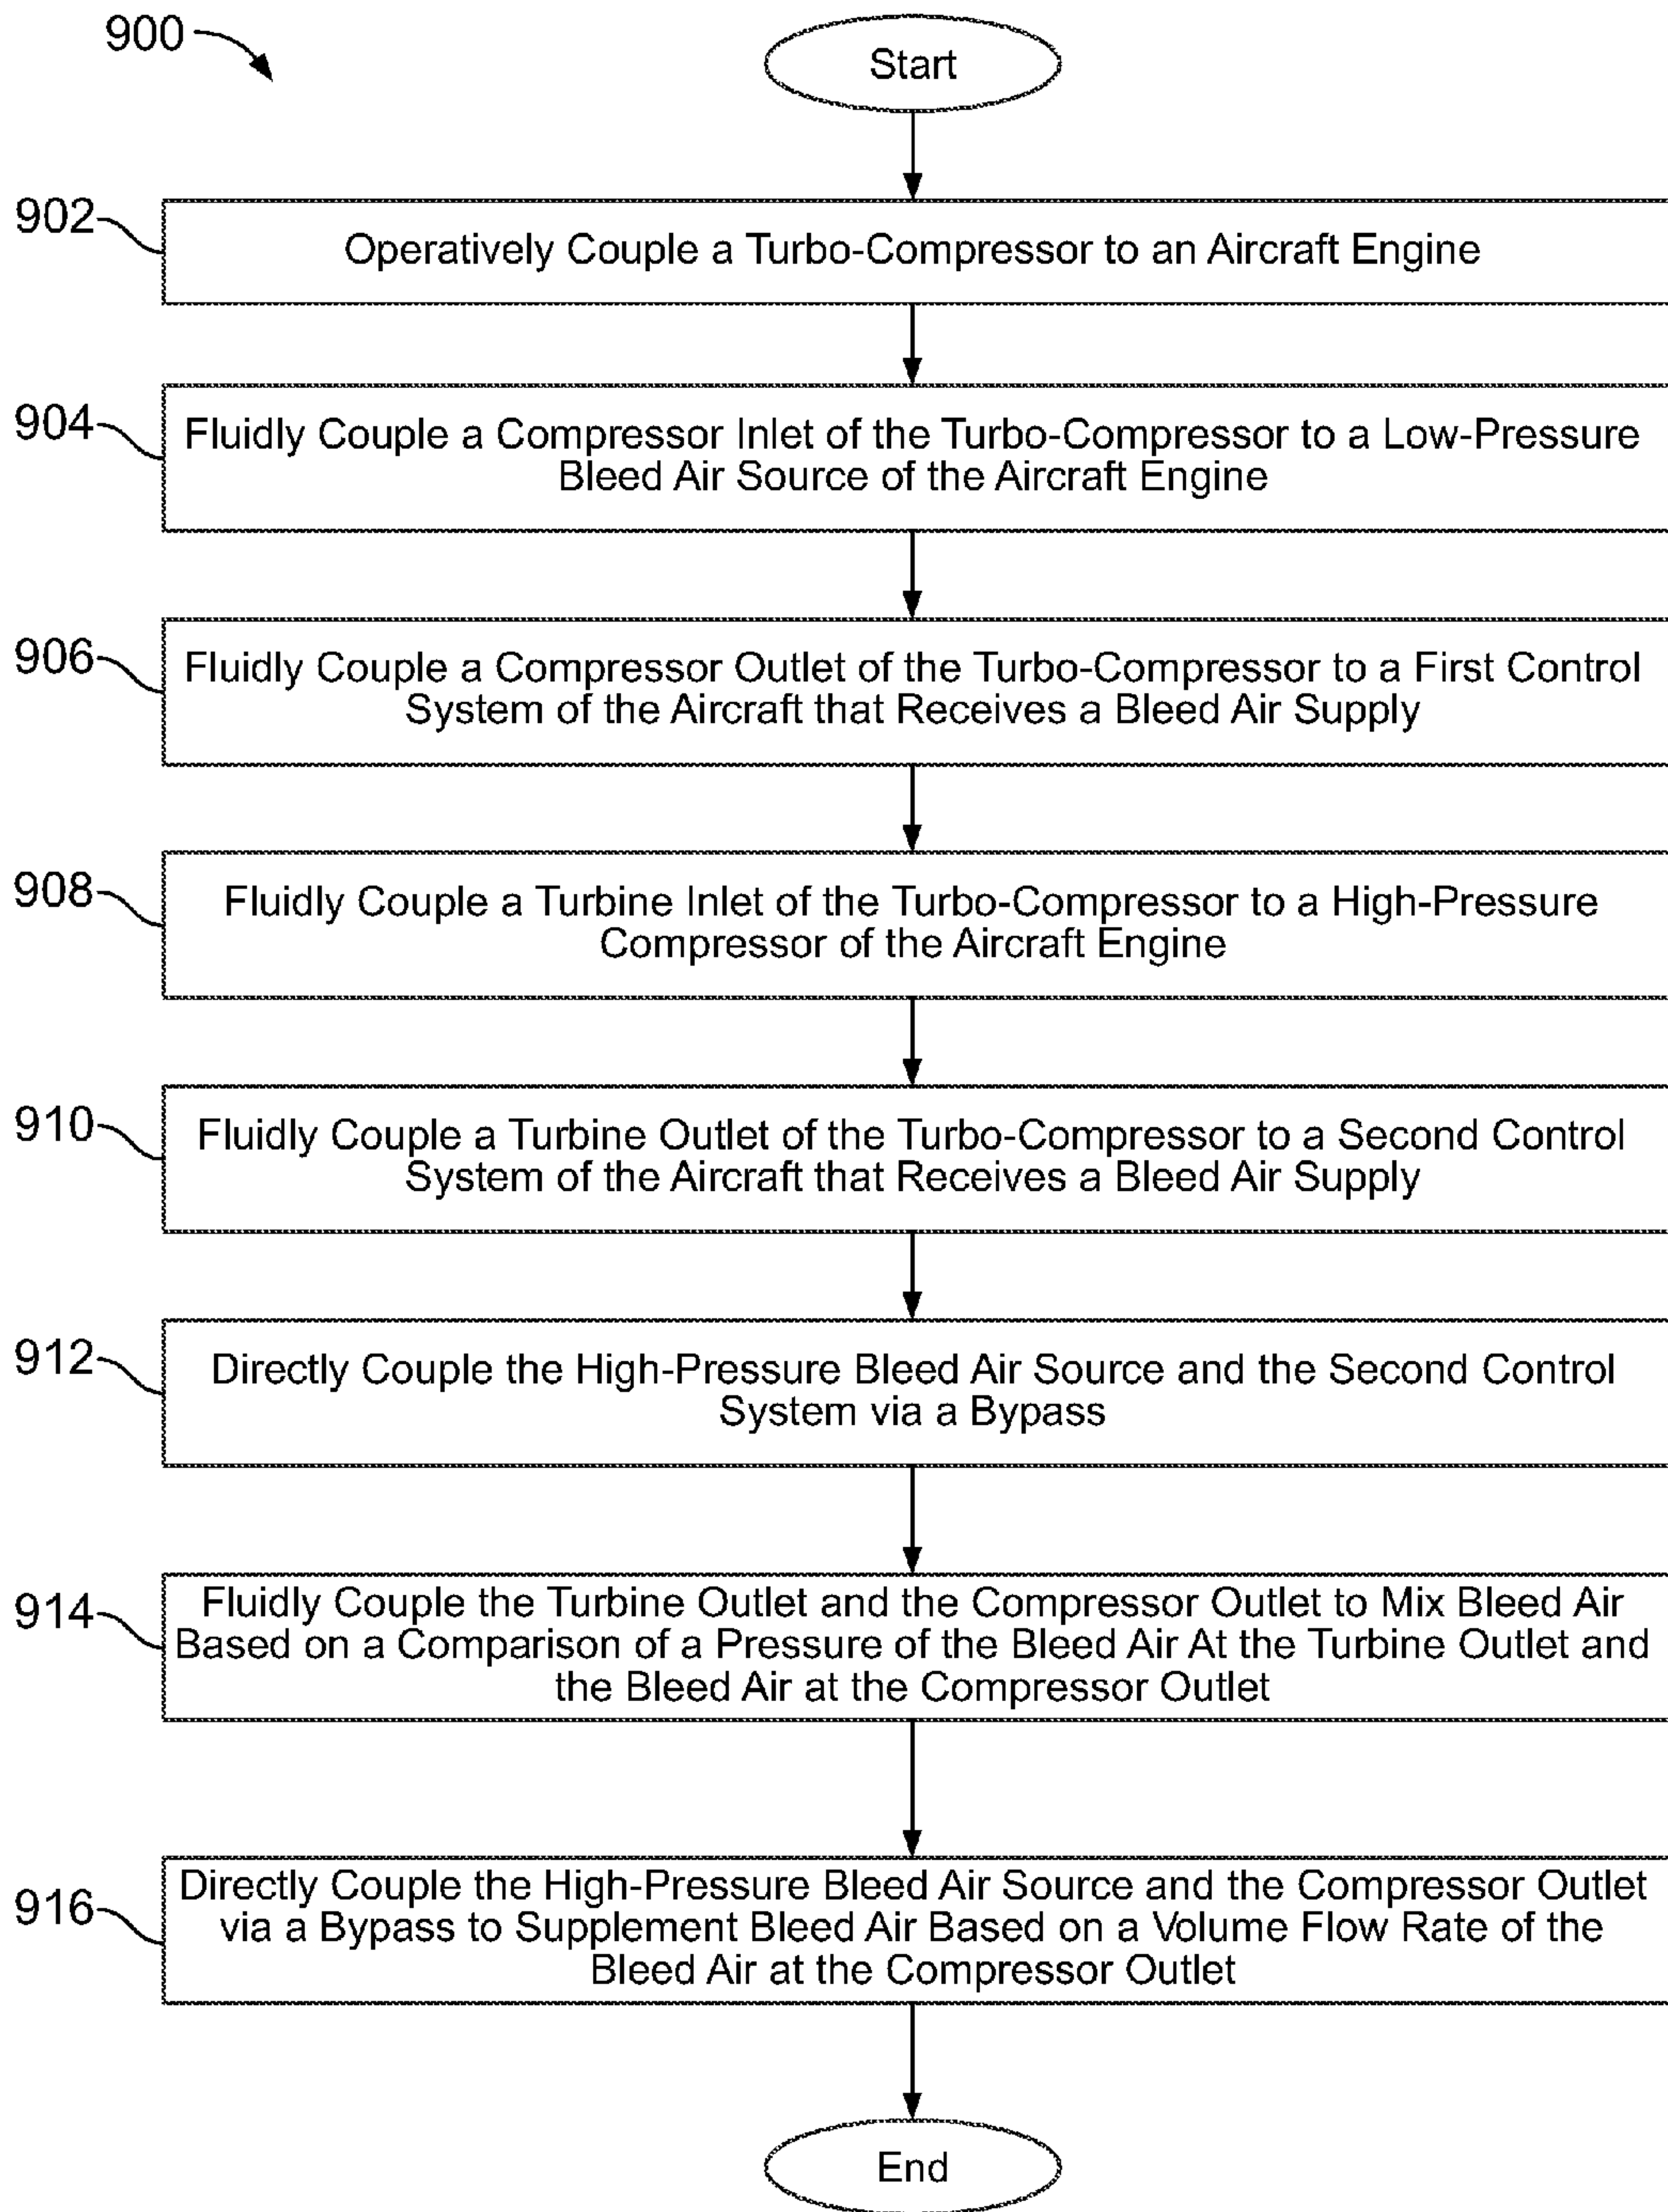 900
Start
902
Operatively Couple a Turbo-Compressor to an Aircraft Engine
904
Fluidly Couple a Compressor Inlet of the Turbo-Compressor to a Low-Pressure
Bleed Air Source of the Aircraft Engine
906
Fluidly Couple a Compressor Outlet of the Turbo-Compressor to a First Control
System of the Aircraft that Receives a Bleed Air Supply
908
Fluidly Couple a Turbine Inlet of the Turbo-Compressor to a High-Pressure
Compressor of the Aircraft Engine
910
Fluidly Couple a Turbine Outlet of the Turbo-Compressor to a Second Control
System of the Aircraft that Receives a Bleed Air Supply
912
Directly Couple the High-Pressure Bleed Air Source and the Second Control
System via a Bypass
914
Fluidly Couple the Turbine Outlet and the Compressor Outlet to Mix Bleed Air
Based on a Comparison of a Pressure of the Bleed Air At the Turbine Outlet and
the Bleed Air at the Compressor Outlet
916
Directly Couple the High-Pressure Bleed Air Source and the Compressor Outlet
via a Bypass to Supplement Bleed Air Based on a Volume Flow Rate of the
Bleed Air at the Compressor Outlet
End